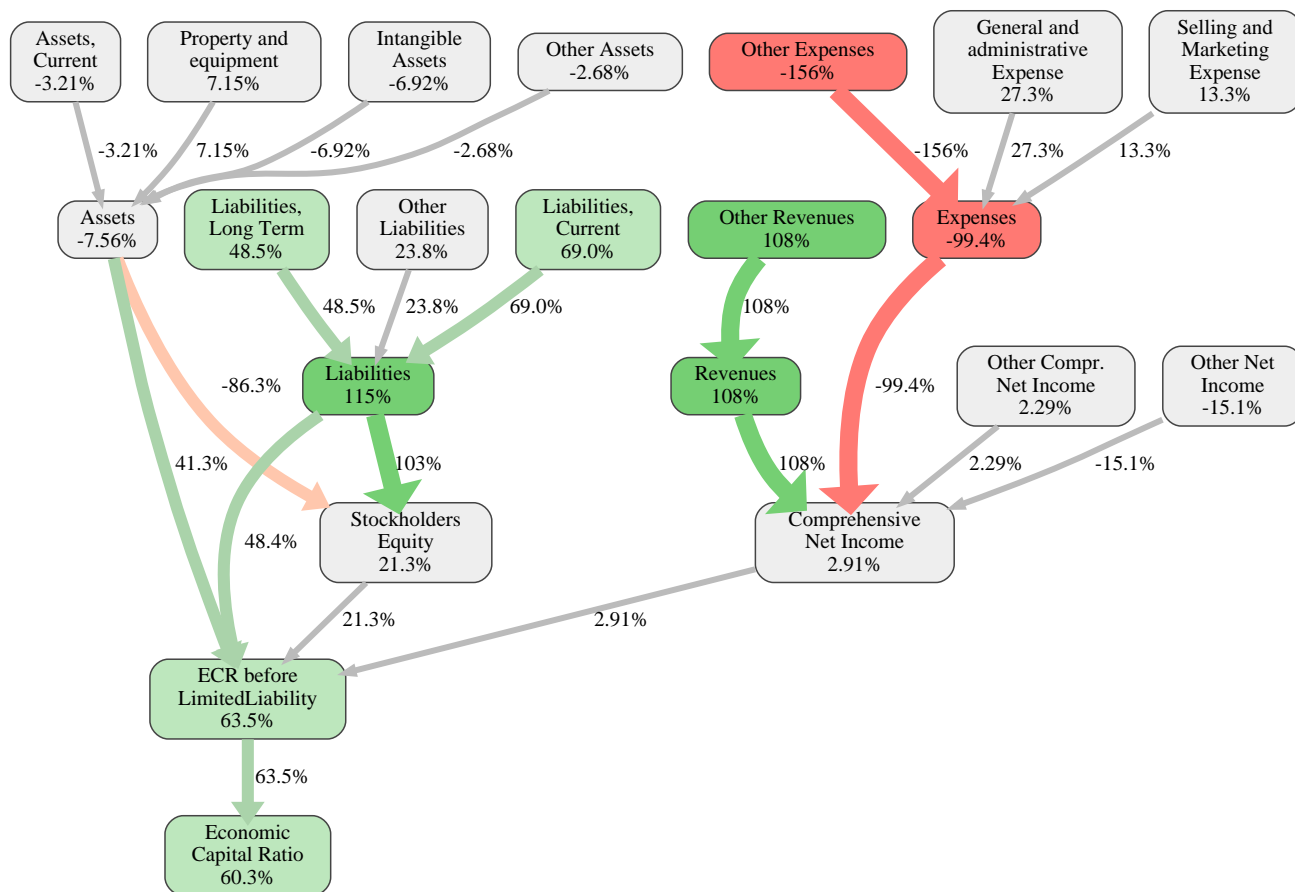 Assets,
Current
-3.21%
Property and
equipment
7.15%
Intangible
Assets
-6.92%
Other Assets
-2.68%
Other Expenses
-156%
General and
administrative
Expense
27.3%
Selling and
Marketing
Expense
13.3%
-3.21%
7.15%
-6.92%
-2.68%
-156%
27.3%
13.3%
Assets
-7.56%
Liabilities,
Long Term
48.5%
Other
Liabilities
23.8%
Liabilities,
Current
69.0%
Other Revenues
108%
Expenses
-99.4%
48.5%
23.8%
69.0%
108%
Liabilities
115%
-86.3%
Revenues
108%
-99.4%
Other Compr.
Net Income
2.29%
Other Net
Income
-15.1%
41.3%
103%
108%
2.29%
-15.1%
48.4%
Stockholders
Equity
21.3%
Comprehensive
Net Income
2.91%
21.3%
2.91%
ECR before
LimitedLiability
63.5%
63.5%
Economic
Capital Ratio
60.3%